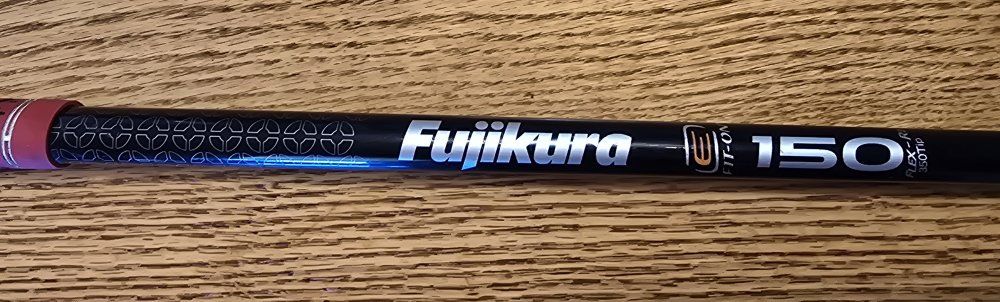 Fujikura
E
FIT-ON
150
FLEX-R
.350TIP